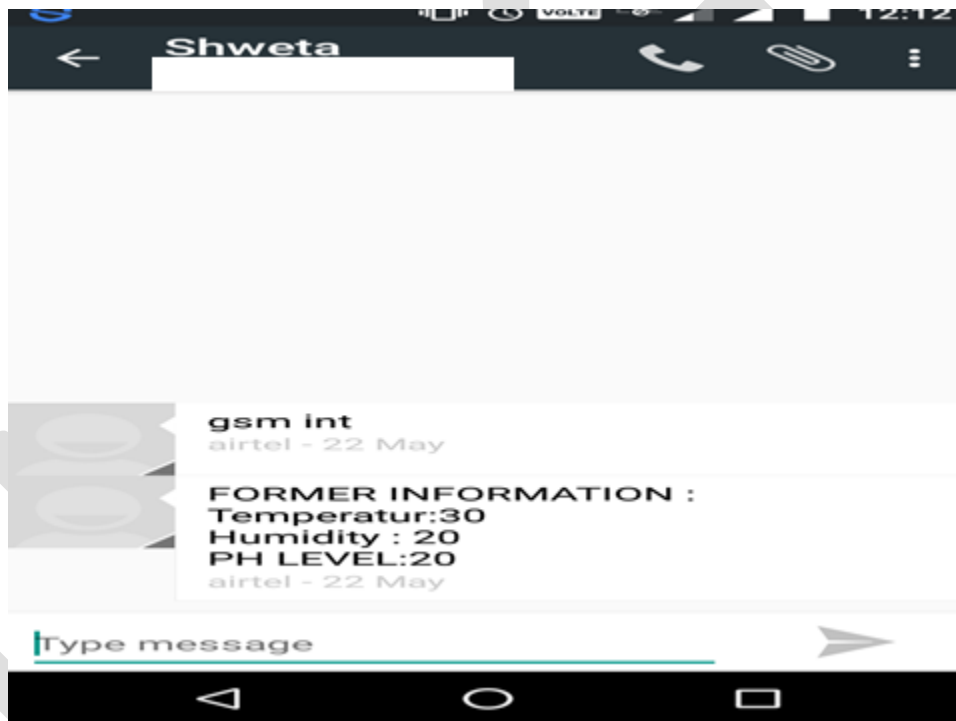 VOLTE 12:12
Shweta
gsm int
airtel - 22 May
FORMER INFORMATION :
Temperatur:30
Humidity : 20
PH LEVEL:20
airtel - 22 May
Type message